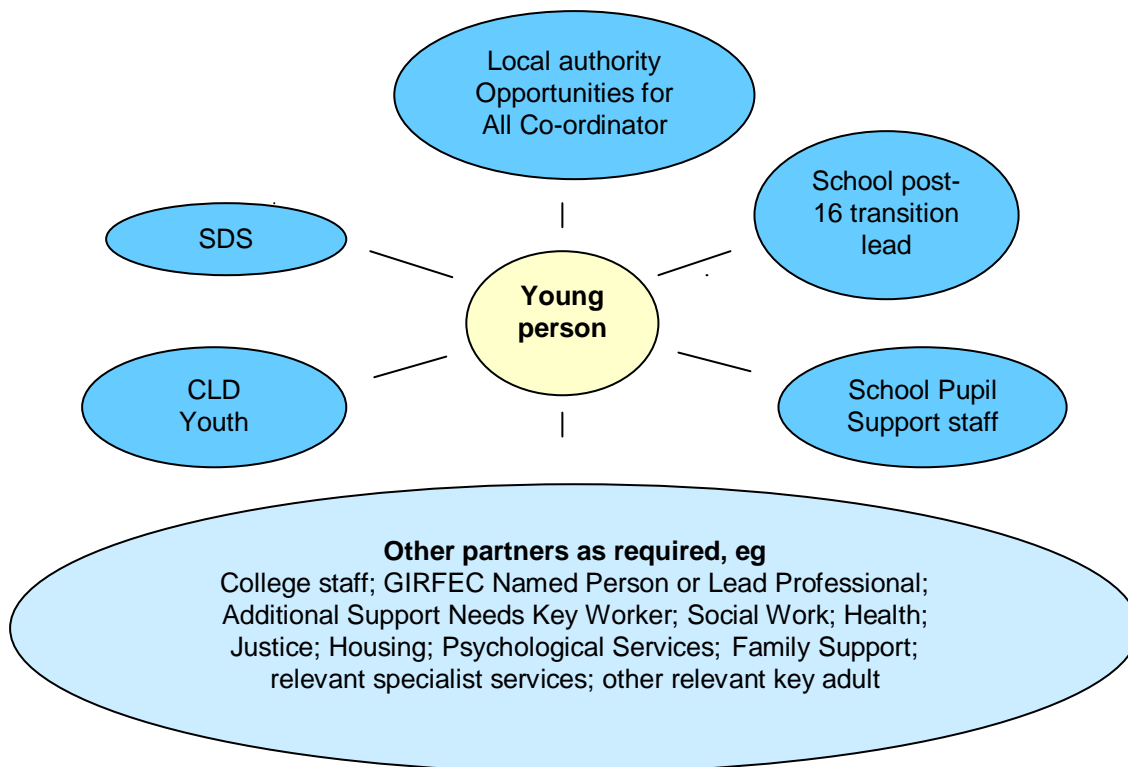 Local authority
Opportunities for
All Co-ordinator
School post-
16 transition
lead
SDS
Young
person
CLD
Youth
School Pupil
Support staff
Other partners as required, eg
College staff; GIRFEC Named Person or Lead Professional;
Additional Support Needs Key Worker; Social Work; Health;
Justice; Housing; Psychological Services; Family Support;
relevant specialist services; other relevant key adult